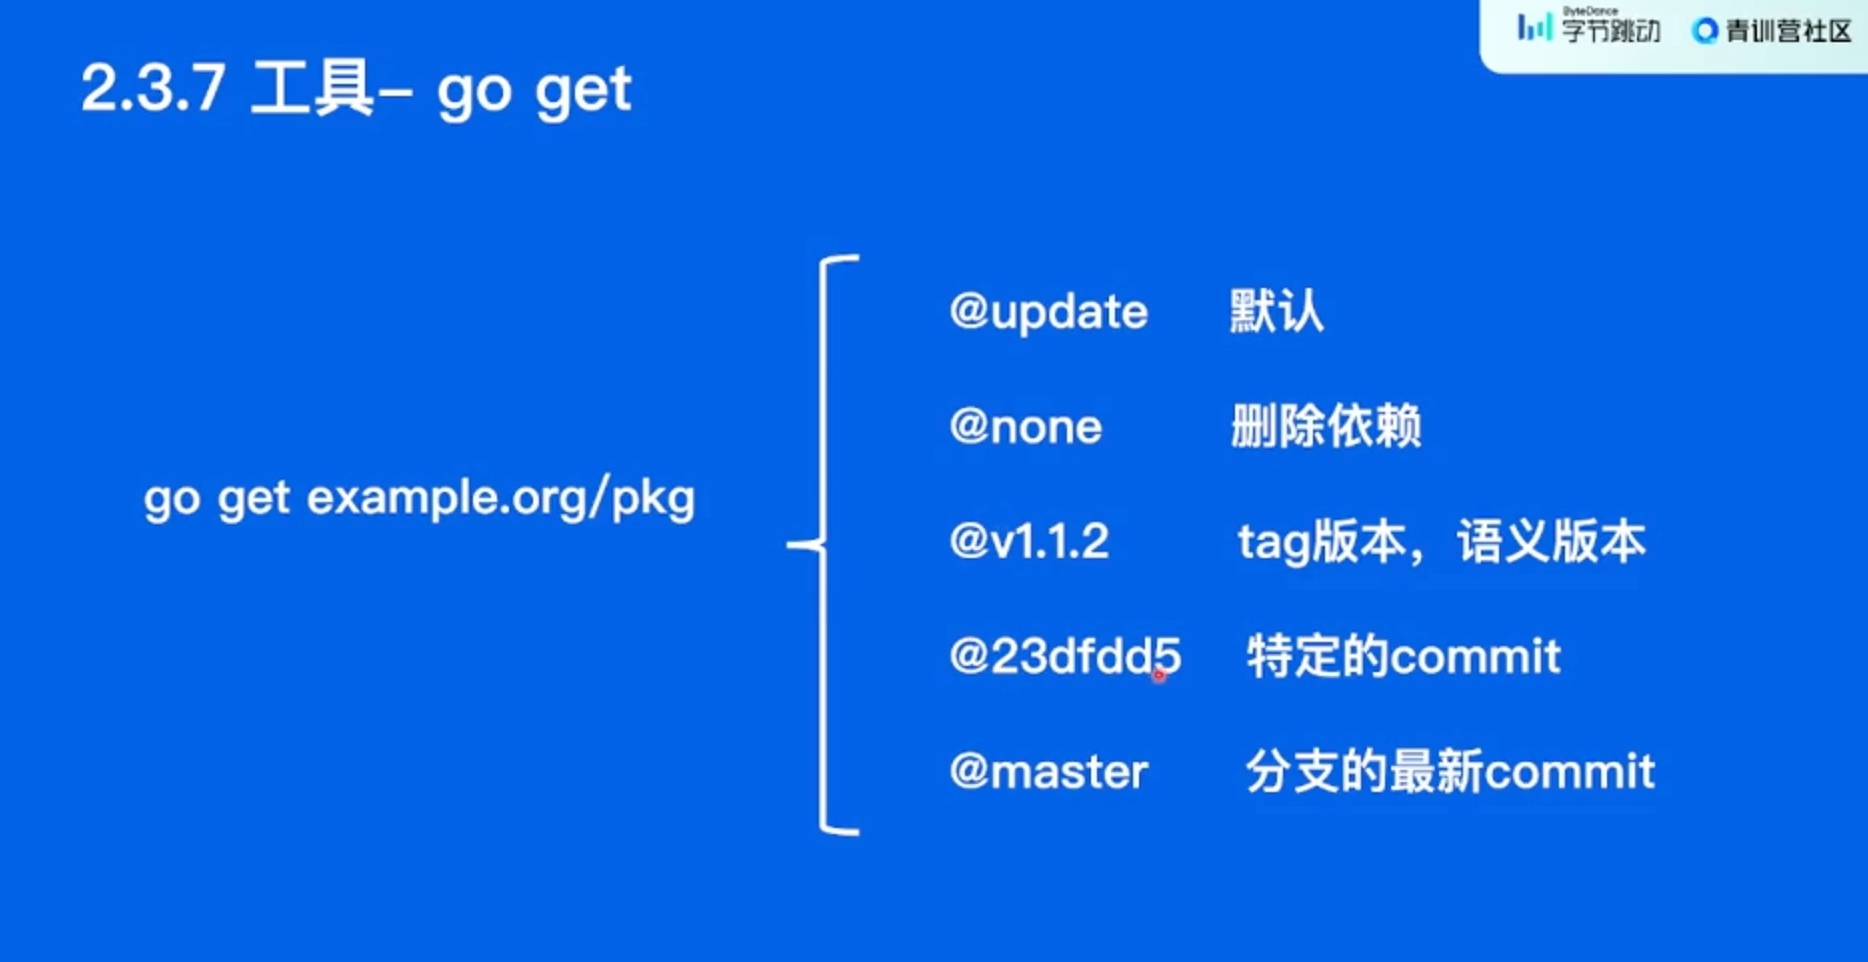 ByteDance
字节跳动 青训营社区
2.3.7 工具- go get
go get example.org/pkg
@update 默认
@none 删除依赖
@v1.1.2 tag版本，语义版本
@23dfdd5 特定的commit
@master 分支的最新commit